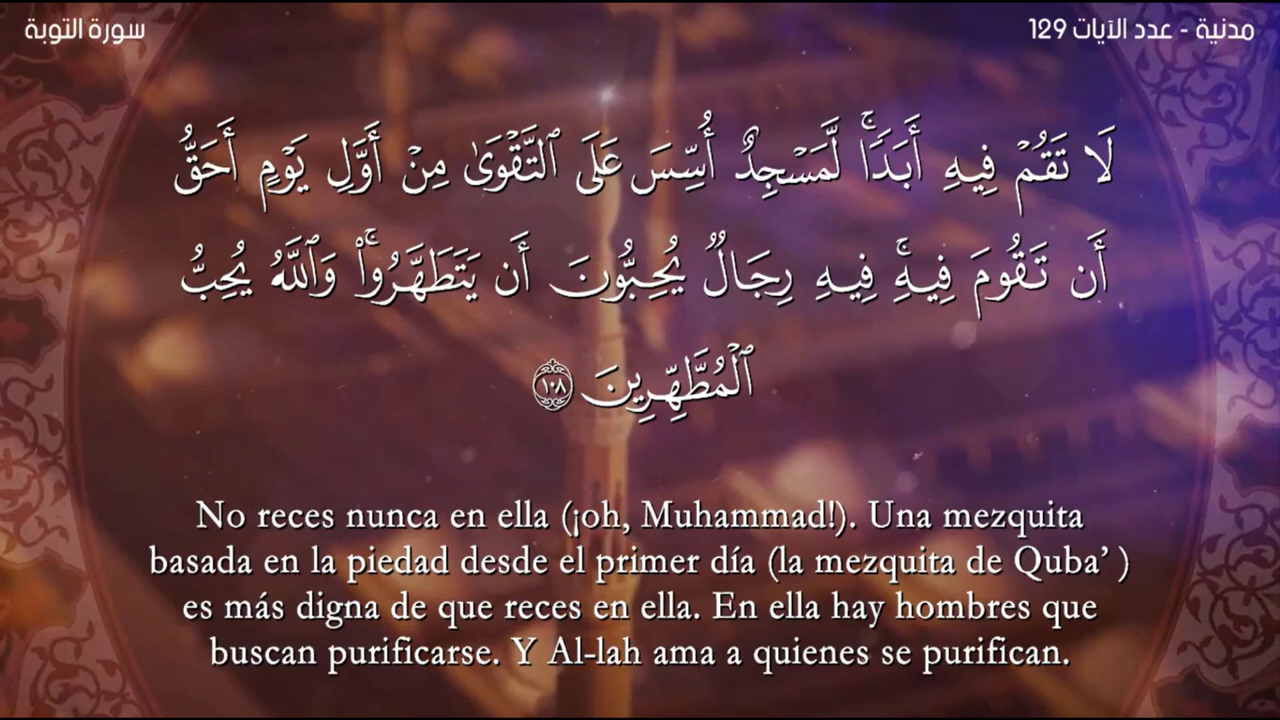 مدنية - عدد الآيات 129
سورة التوبة
لَا تَقُمۡ فِيهِ أَبَدٗاۚ لَّمَسۡجِدٌ أُسِّسَ عَلَى ٱلتَّقۡوَىٰ مِنۡ أَوَّلِ يَوۡمٍ أَحَقُّ
أَن تَقُومَ فِيهِۚ فِيهِ رِجَالٞ يُحِبُّونَ أَن يَتَطَهَّرُواْۚ وَٱللَّهُ يُحِبُّ
ٱلۡمُطَّهِّرِينَ ١٠٨
No reces nunca en ella (¡oh, Muhammad!). Una mezquita
basada en la piedad desde el primer día (la mezquita de Quba’ )
es más digna de que reces en ella. En ella hay hombres que
buscan purificarse. Y Al-lah ama a quienes se purifican.